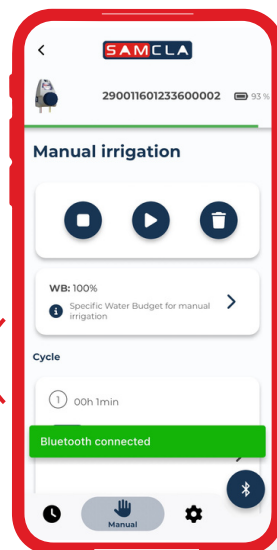 SAMCLA
290011601233600002 93 %
Manual irrigation
WB: 100%
Specific Water Budget for manual
irrigation
Cycle
1 00h 1min
Bluetooth connected
Manual